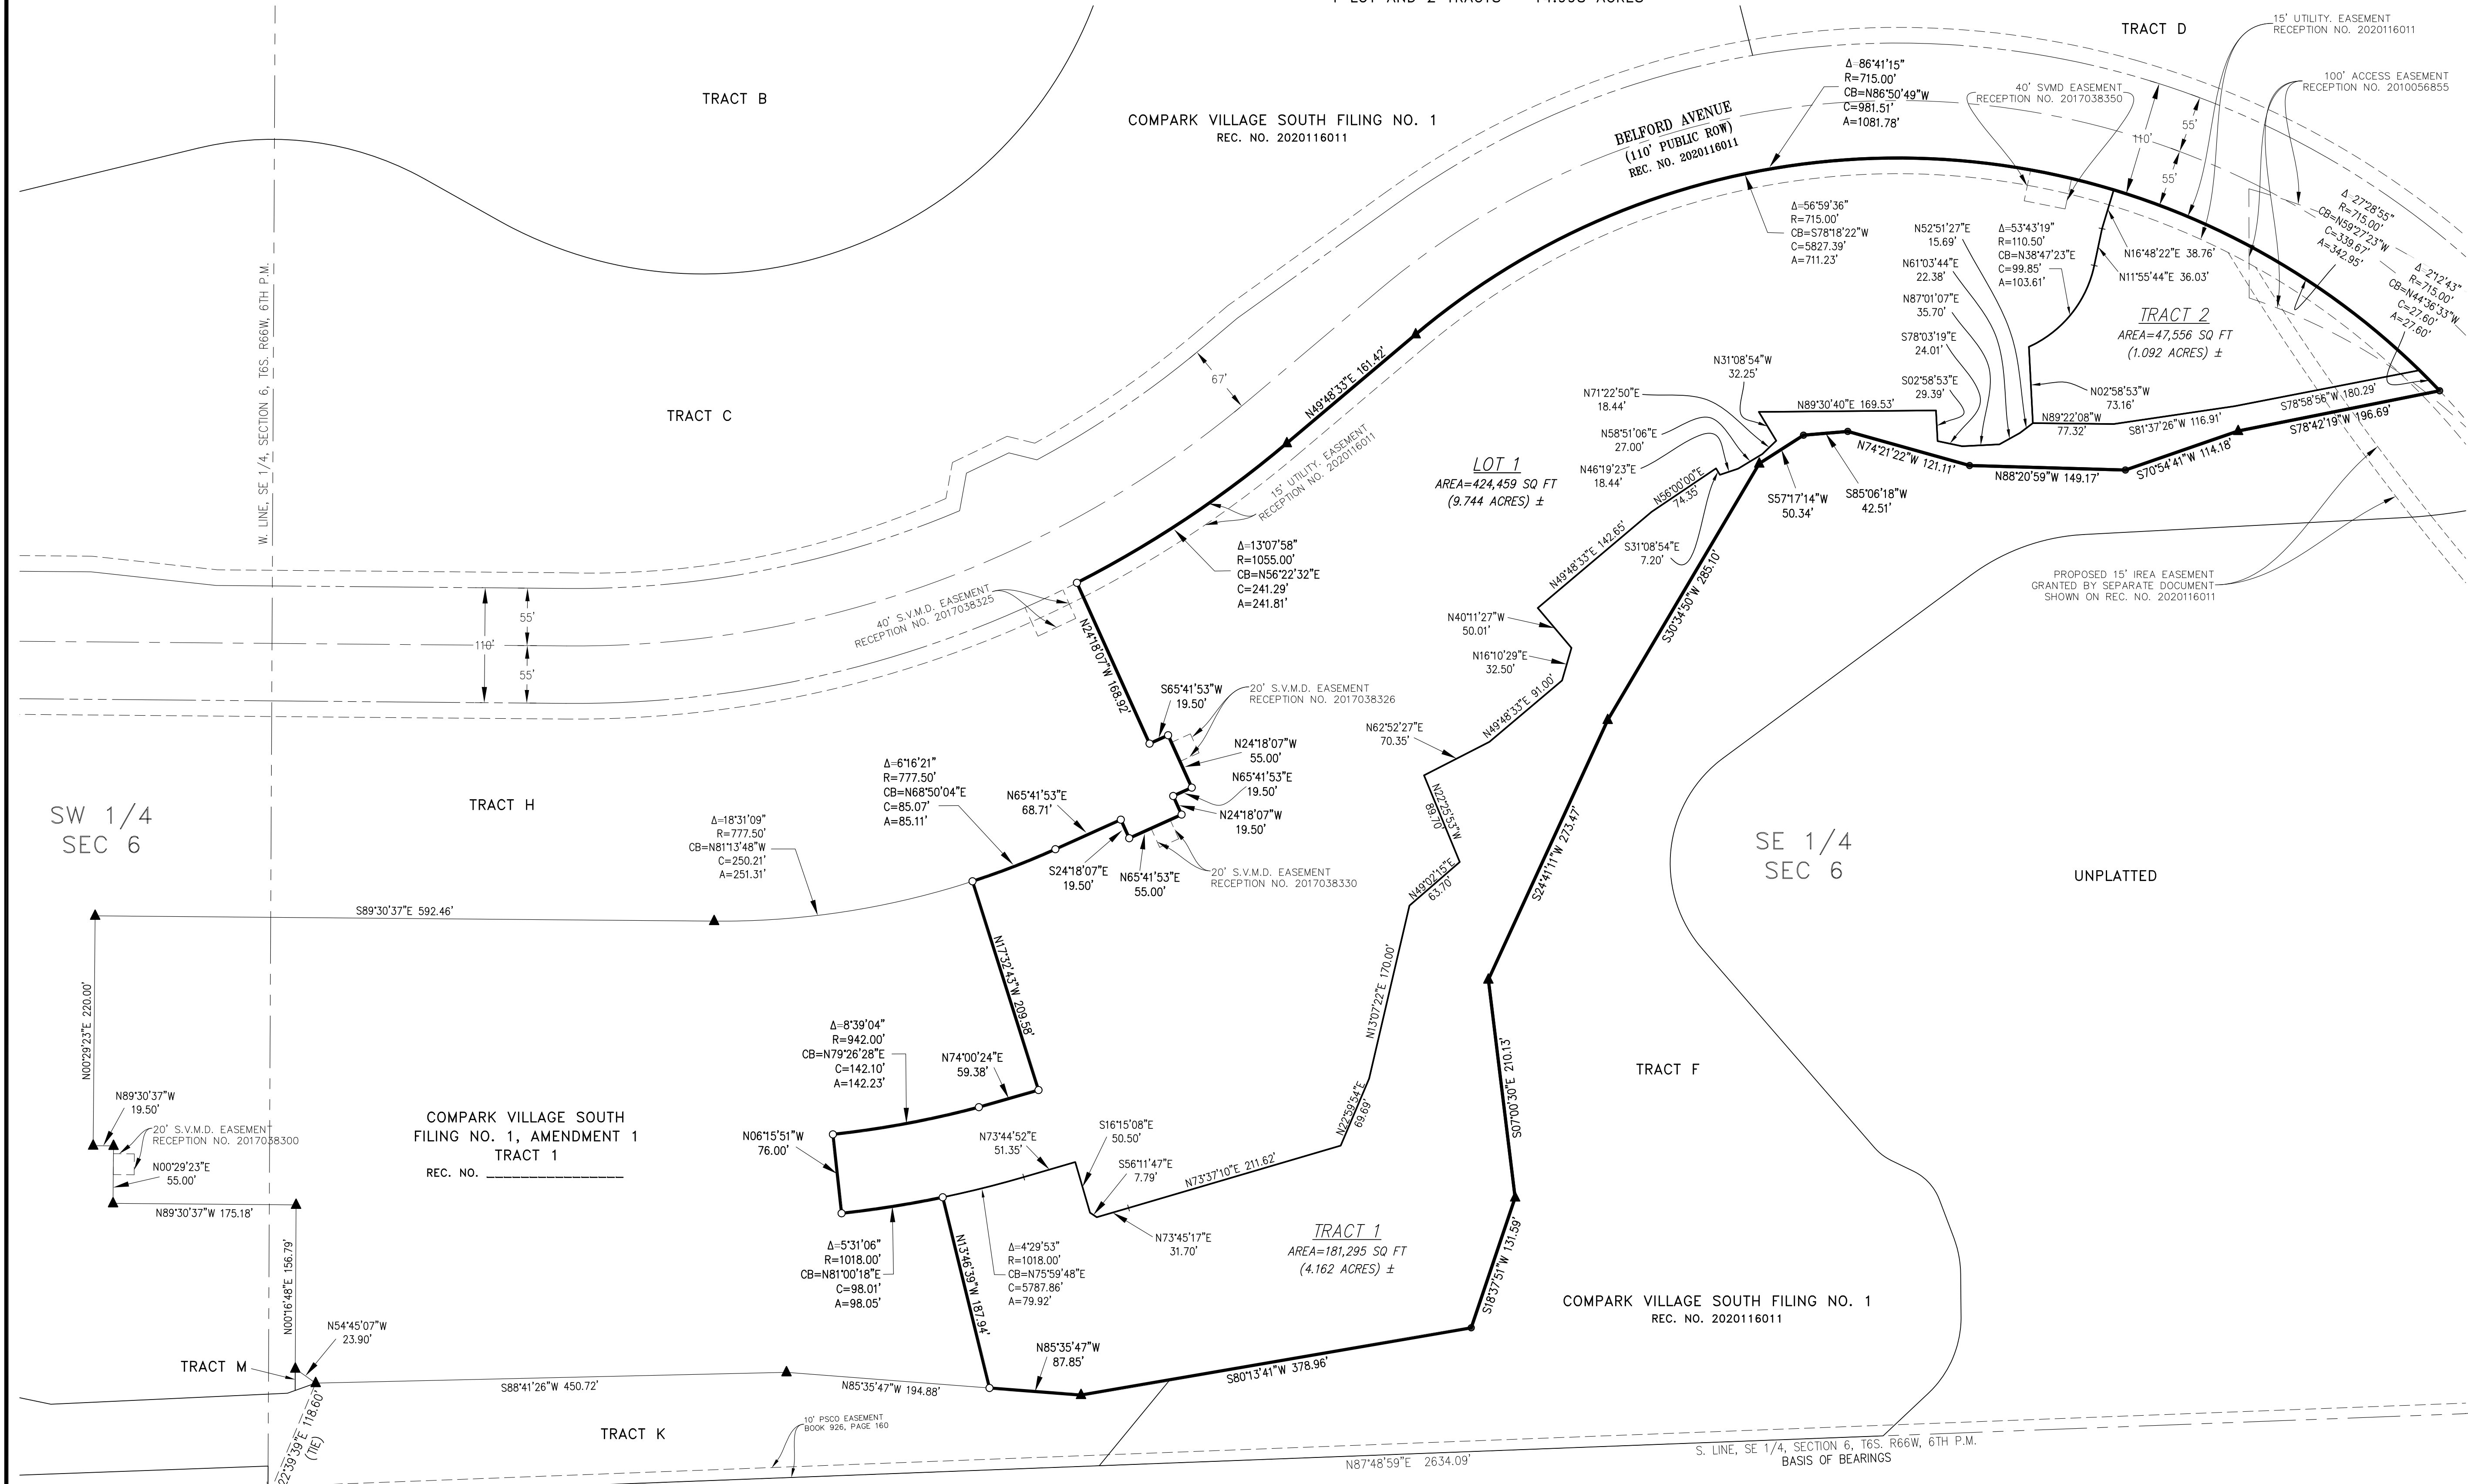 TRACT B
COMPARK VILLAGE SOUTH FILING NO. 1
REC. NO. 2020116011
BELFORD AVENUE
(110' PUBLIC ROW)
REC. NO. 2020116011
Δ=86°41'15"
R=715.00'
CB=N86°50'49"W
C=981.51'
A=1081.78'
40' SVMD EASEMENT
RECEPTION NO. 2017038350
TRACT D
15' UTILITY. EASEMENT
RECEPTION NO. 2020116011
100' ACCESS EASEMENT
RECEPTION NO. 2010056855
110'
55'
55'
Δ=27°28'55"
R=715.00'
CB=N59°27'23"W
C=339.67'
A=342.95'
Δ=2°12'43"
R=715.00'
CB=N44°36'33"W
C=27.60'
A=27.60'
Δ=56°59'36"
R=715.00'
CB=S78°18'22"W
C=5827.39'
A=711.23'
N52°51'27"E
15.69'
N61°03'44"E
22.38'
N87°01'07"E
35.70'
S78°03'19"E
24.01'
S02°58'53"E
29.39'
Δ=53°43'19"
R=110.50'
CB=N38°47'23"E
C=99.85'
A=103.61'
N16°48'22"E 38.76'
N11°55'44"E 36.03'
TRACT 2
AREA=47,556 SQ FT
(1.092 ACRES) ±
N02°58'53"W
73.16'
N89°22'08"W
77.32'
S81°37'26"W 116.91'
S78°58'56"W 180.29'
S78°42'19"W 196.69'
S70°54'41"W 114.18'
N88°20'59"W 149.17'
N74°21'22"W 121.11'
S85°06'18"W
42.51'
S57°17'14"W
50.34'
N89°30'40"E 169.53'
N31°08'54"W
32.25'
N71°22'50"E
18.44'
N58°51'06"E
27.00'
N46°19'23"E
18.44'
N56°00'00"E
74.35'
S31°08'54"E
7.20'
LOT 1
AREA=424,459 SQ FT
(9.744 ACRES) ±
N49°48'33"E 161.42'
15' UTILITY. EASEMENT
RECEPTION NO. 2020116011
67'
W. LINE, SE 1/4, SECTION 6, T6S. R66W, 6TH P.M.
TRACT C
Δ=13°07'58"
R=1055.00'
CB=N56°22'32"E
C=241.29'
A=241.81'
40' S.V.M.D. EASEMENT
RECEPTION NO. 2017038325
55'
110'
55'
N49°48'33"E 142.65'
N40°11'27"W
50.01'
N16°10'29"E
32.50'
N49°48'33"E 91.00'
N62°52'27"E
70.35'
S30°34'50"W 285.10'
PROPOSED 15' IREA EASEMENT
GRANTED BY SEPARATE DOCUMENT
SHOWN ON REC. NO. 2020116011
N24°18'07"W 168.92'
S65°41'53"W
19.50'
20' S.V.M.D. EASEMENT
RECEPTION NO. 2017038326
N24°18'07"W
55.00'
N65°41'53"E
19.50'
N24°18'07"W
19.50'
20' S.V.M.D. EASEMENT
RECEPTION NO. 2017038330
N65°41'53"E
55.00'
S24°18'07"E
19.50'
N65°41'53"E
68.71'
Δ=6°16'21"
R=777.50'
CB=N68°50'04"E
C=85.07'
A=85.11'
Δ=18°31'09"
R=777.50'
CB=N81°13'48"W
C=250.21'
A=251.31'
TRACT H
SW 1/4
SEC 6
SE 1/4
SEC 6
UNPLATTED
N22°25'53"W
89.70'
N49°02'15"E
63.70'
S24°41'11"W 273.47'
N13°07'22"E 170.00'
S89°30'37"E 592.46'
N00°29'23"E 220.00'
N89°30'37"W
19.50'
20' S.V.M.D. EASEMENT
RECEPTION NO. 2017038300
N00°29'23"E
55.00'
N89°30'37"W 175.18'
N00°16'48"E 156.79'
N54°45'07"W
23.90'
TRACT M
COMPARK VILLAGE SOUTH
FILING NO. 1, AMENDMENT 1
TRACT 1
REC. NO. ________________
N17°32'43"W 209.58'
Δ=8°39'04"
R=942.00'
CB=N79°26'28"E
C=142.10'
A=142.23'
N74°00'24"E
59.38'
N06°15'51"W
76.00'
N73°44'52"E
51.35'
S16°15'08"E
50.50'
S56°11'47"E
7.79'
N73°37'10"E 211.62'
N22°59'54"E
69.69'
N73°45'17"E
31.70'
Δ=5°31'06"
R=1018.00'
CB=N81°00'18"E
C=98.01'
A=98.05'
N13°46'39"W 187.94'
Δ=4°29'53"
R=1018.00'
CB=N75°59'48"E
C=5787.86'
A=79.92'
TRACT 1
AREA=181,295 SQ FT
(4.162 ACRES) ±
TRACT F
S07°00'30"E 210.13'
S18°37'51"W 131.59'
COMPARK VILLAGE SOUTH FILING NO. 1
REC. NO. 2020116011
N85°35'47"W
87.85'
S80°13'41"W 378.96'
S88°41'26"W 450.72'
N85°35'47"W 194.88'
22°39'39"E 118.60'
(TIE)
TRACT K
10' PSCO EASEMENT
BOOK 926, PAGE 160
N87°48'59"E 2634.09'
S. LINE, SE 1/4, SECTION 6, T6S. R66W, 6TH P.M.
BASIS OF BEARINGS